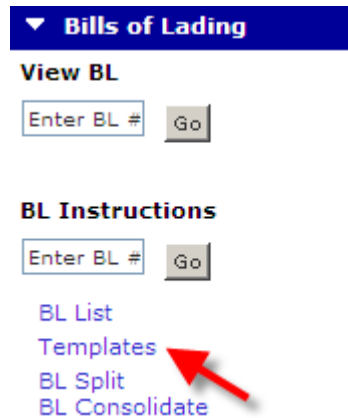 Bills of Lading
View BL
Enter BL # Go
BL Instructions
Enter BL # Go
BL List
Templates
BL Split
BL Consolidate